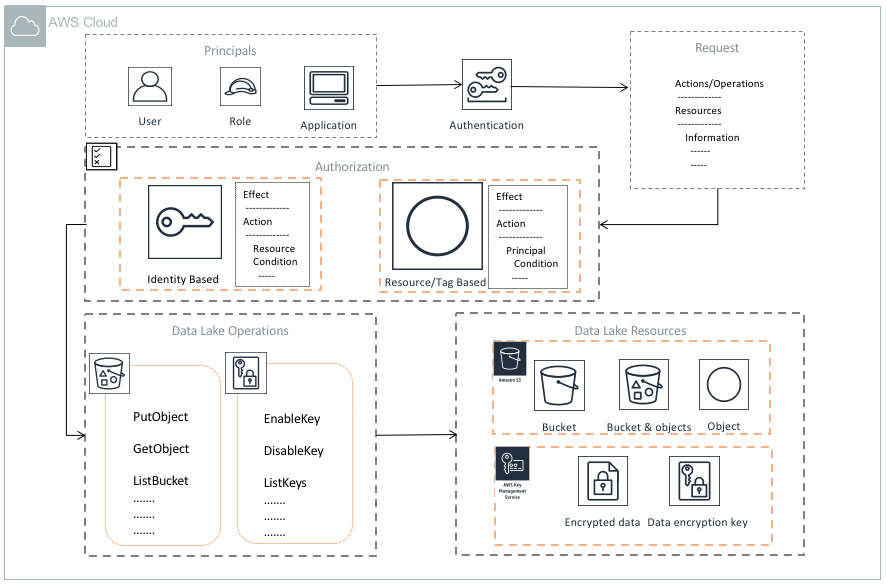 AWS Cloud
Principals
User
Role
Application
Authentication
Request
Actions/Operations
-------------
Resources
-------------
Information
------
-----
Authorization
Identity Based
Effect
-------------
Action
-------------
Resource
Condition
-----
Resource/Tag Based
Effect
-------------
Action
-------------
Principal
Condition
-----
Data Lake Operations
PutObject
GetObject
ListBucket
.......
.......
.......
EnableKey
DisableKey
ListKeys
.......
.......
.......
Data Lake Resources
Amazon S3
Bucket
Bucket & objects
Object
AWS Key
Management
Service
Encrypted data
Data encryption key